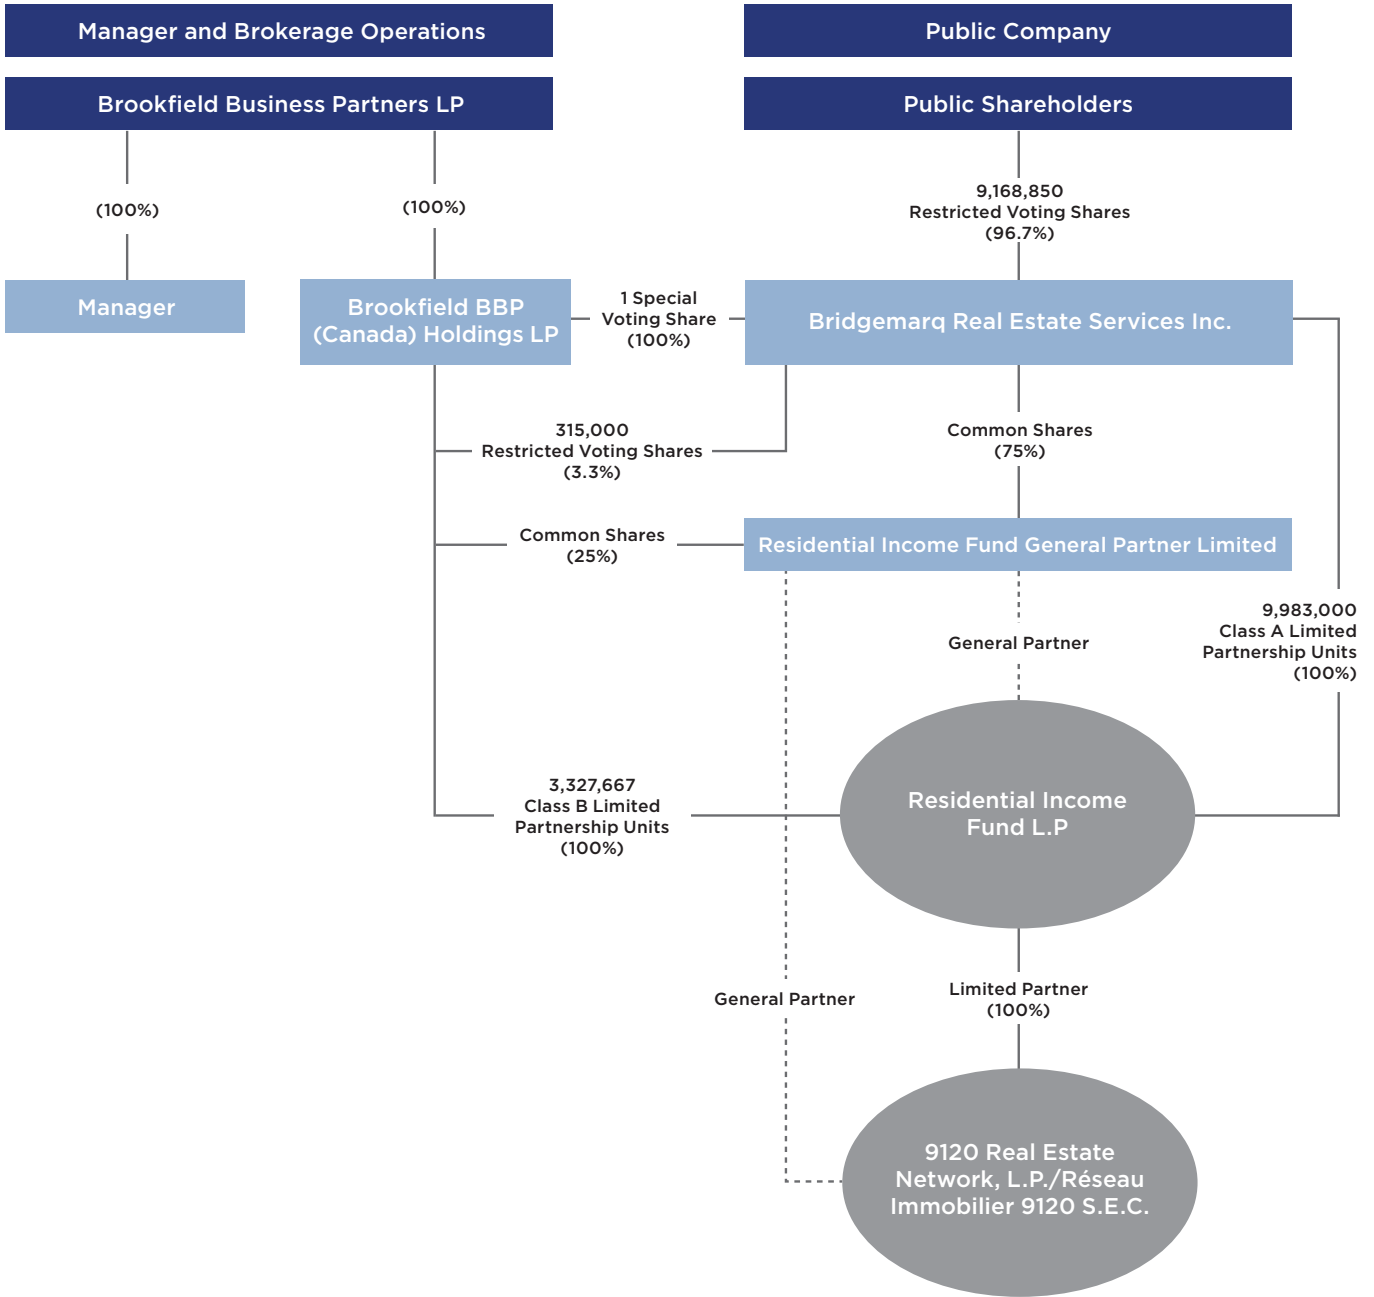 Manager and Brokerage Operations
Public Company
Brookfield Business Partners LP
Public Shareholders
(100%)
(100%)
9,168,850
Restricted Voting Shares
(96.7%)
Manager
Brookfield BBP
(Canada) Holdings LP
1 Special
Voting Share
(100%)
Bridgemarq Real Estate Services Inc.
315,000
Restricted Voting Shares
(3.3%)
Common Shares
(75%)
Common Shares
(25%)
Residential Income Fund General Partner Limited
9,983,000
Class A Limited
Partnership Units
(100%)
General Partner
3,327,667
Class B Limited
Partnership Units
(100%)
Residential Income
Fund L.P
General Partner
Limited Partner
(100%)
9120 Real Estate
Network, L.P./Réseau
Immobilier 9120 S.E.C.